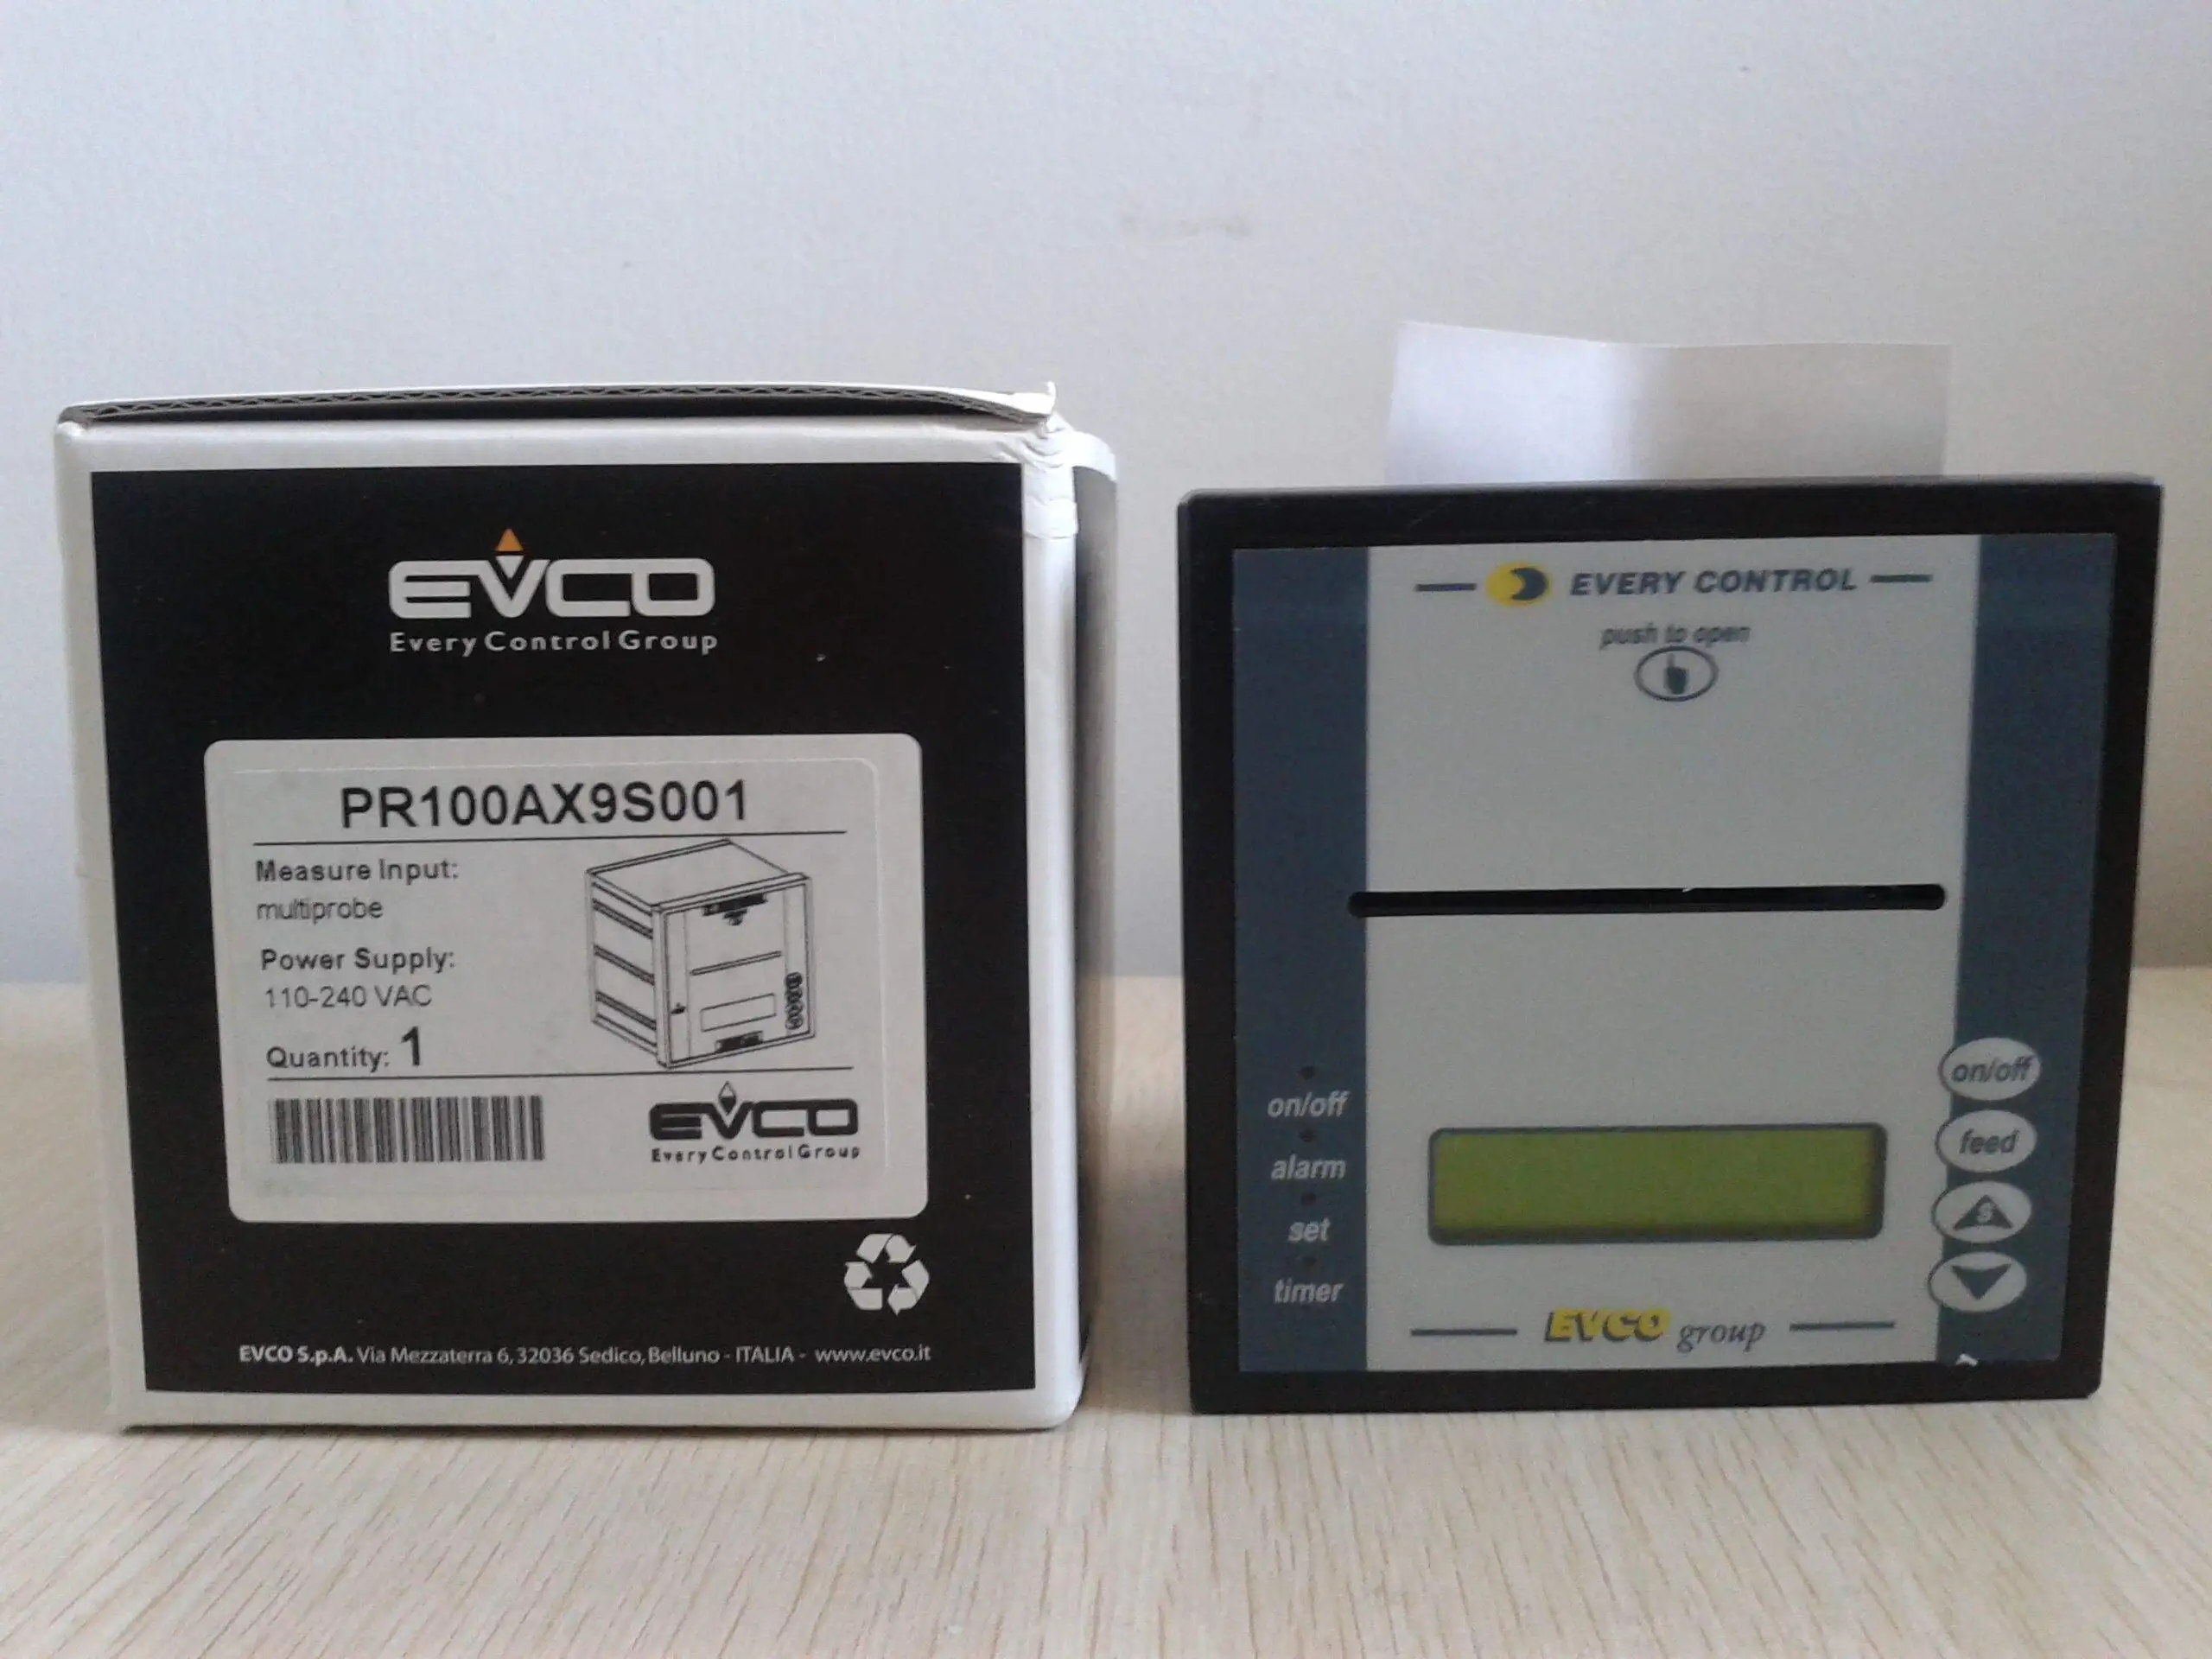 EVCO
Every Control Group
PR100AX9S001
Measure Input:
multiprobe
Power Supply:
110-240 VAC
Quantity: 1
EVCO
Every Control Group
EVCO S.p.A. Via Mezzaterra 6, 32036 Sedico, Belluno - ITALIA - www.evco.it
EVERY CONTROL
push to open
on/off
alarm
set
timer
on/off
feed
S
EVCO group